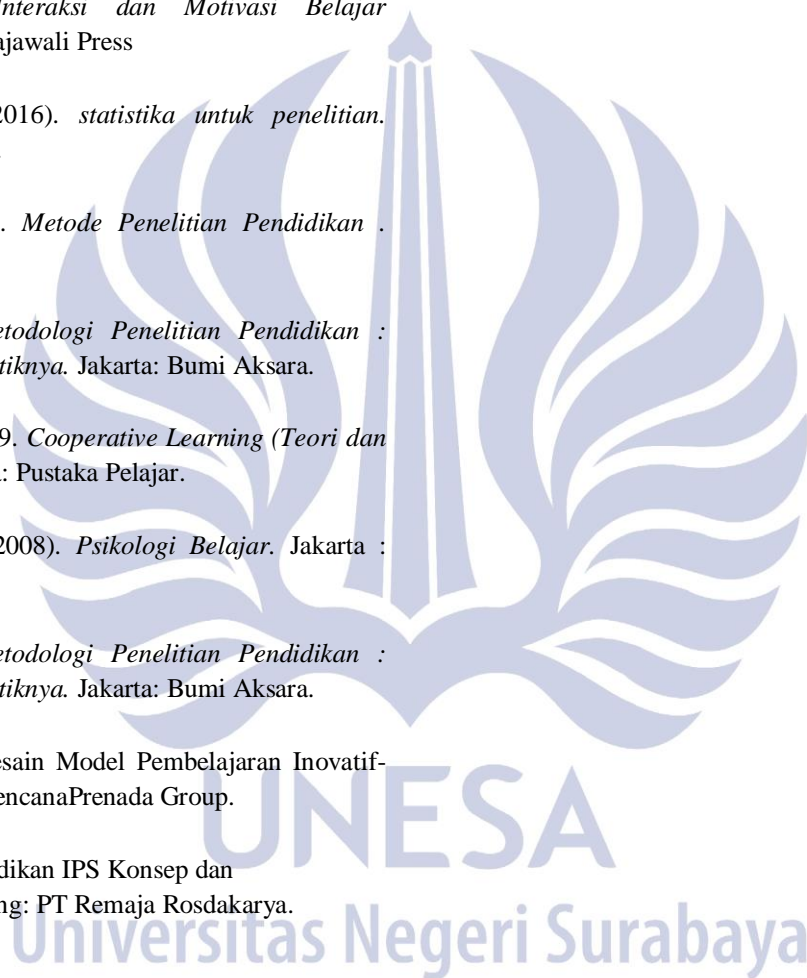 Interaksi dan Motivasi Belajar
ajawali Press
2016). statistika untuk penelitian.
. Metode Penelitian Pendidikan .
etodologi Penelitian Pendidikan :
tiknya. Jakarta: Bumi Aksara.
9. Cooperative Learning (Teori dan
: Pustaka Pelajar.
2008). Psikologi Belajar. Jakarta :
etodologi Penelitian Pendidikan :
tiknya. Jakarta: Bumi Aksara.
esain Model Pembelajaran Inovatif-
encanaPrenada Group.
dikan IPS Konsep dan
ng: PT Remaja Rosdakarya.
UNESA
Universitas Negeri Surabaya